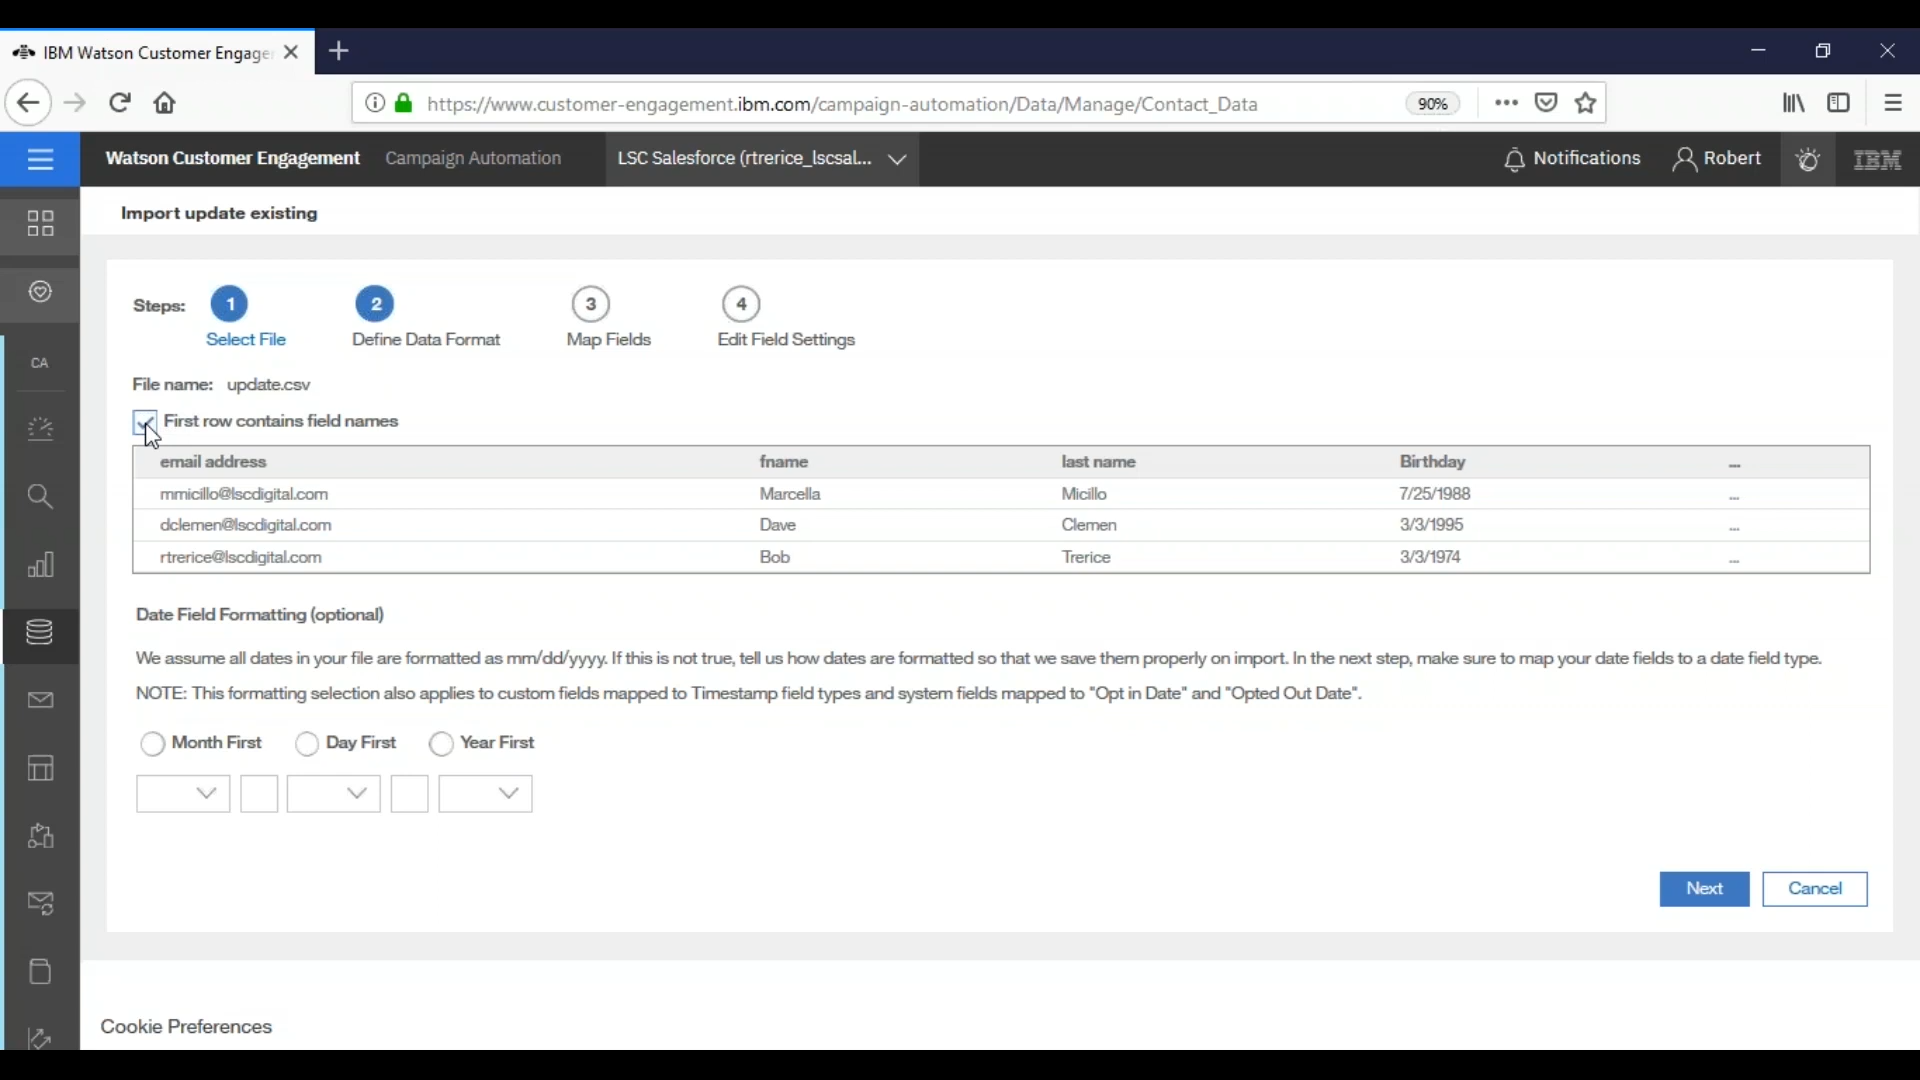 IBM Watson Customer Engage
https://www.customer-engagement.ibm.com/campaign-automation/Data/Manage/Contact_Data 90%
Watson Customer Engagement Campaign Automation LSC Salesforce (rtrerice_lscsal... Notifications Robert IBM
Import update existing
CA
Steps: 1 2 3 4
Select File Define Data Format Map Fields Edit Field Settings
File name: update.csv
First row contains field names
email address fname last name Birthday ...
mmicillo@lscdigital.com Marcella Micillo 7/25/1988 ...
dclemen@lscdigital.com Dave Clemen 3/3/1995 ...
rtrerice@lscdigital.com Bob Trerice 3/3/1974 ...
Date Field Formatting (optional)
We assume all dates in your file are formatted as mm/dd/yyyy. If this is not true, tell us how dates are formatted so that we save them properly on import. In the next step, make sure to map your date fields to a date field type.
NOTE: This formatting selection also applies to custom fields mapped to Timestamp field types and system fields mapped to "Opt in Date" and "Opted Out Date".
Month First Day First Year First
Next Cancel
Cookie Preferences